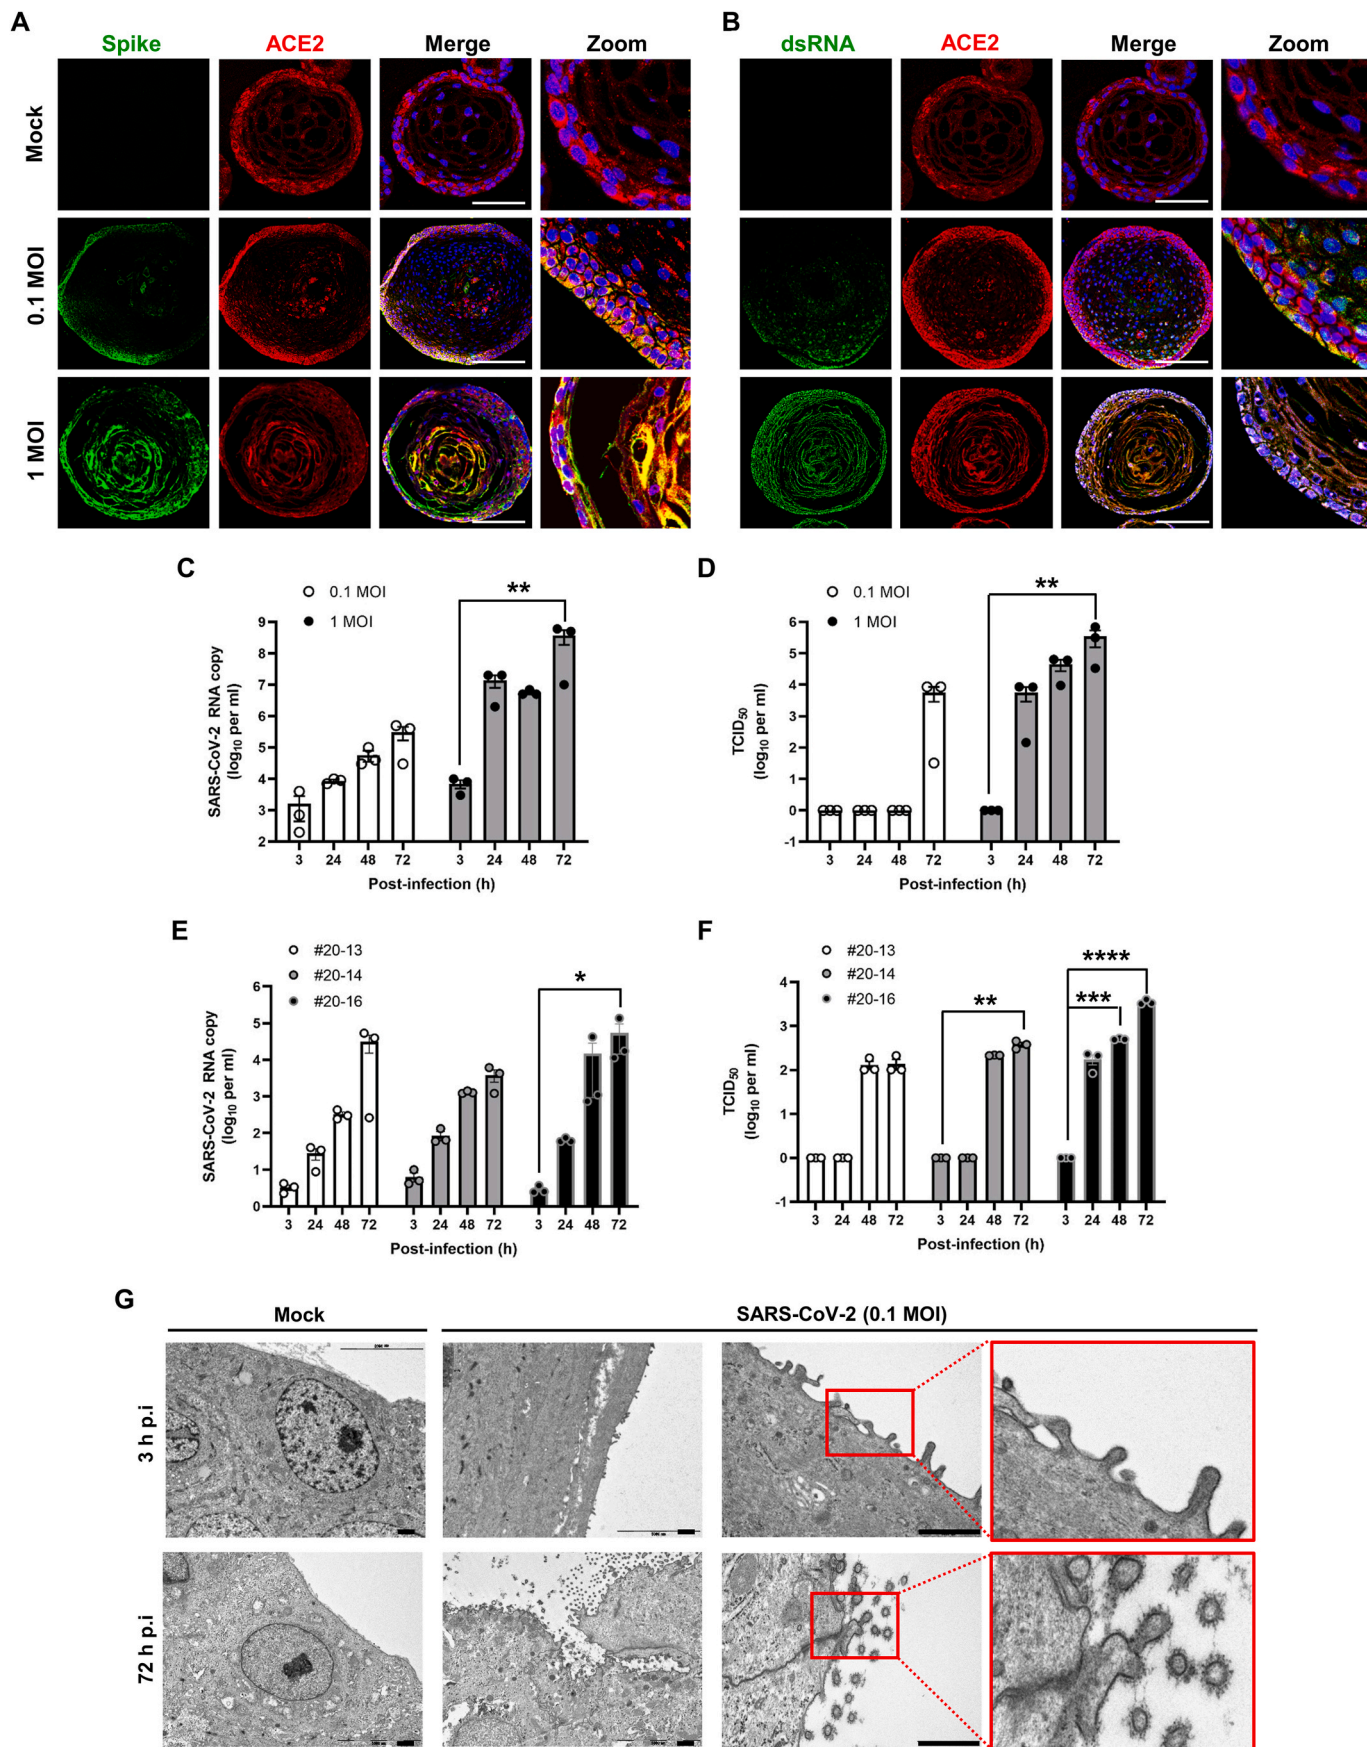 A
B
Spike ACE2 Merge Zoom
dsRNA ACE2 Merge Zoom
Mock
0.1 MOI
1 MOI
C
0.1 MOI
1 MOI
**
SARS-CoV-2 RNA copy
(log10 per ml)
9
8
7
6
5
4
3
2
3 24 48 72 3 24 48 72
Post-infection (h)
D
0.1 MOI
1 MOI
**
TCID50
(log10 per ml)
6
5
4
3
2
1
0
-1
3 24 48 72 3 24 48 72
Post-infection (h)
E
#20-13
#20-14
#20-16
*
SARS-CoV-2 RNA copy
(log10 per ml)
6
5
4
3
2
1
0
3 24 48 72 3 24 48 72 3 24 48 72
Post-infection (h)
F
#20-13
#20-14
#20-16
**
***
****
TCID50
(log10 per ml)
4
3
2
1
0
-1
3 24 48 72 3 24 48 72 3 24 48 72
Post-infection (h)
G
Mock
SARS-CoV-2 (0.1 MOI)
3 h p.i
72 h p.i